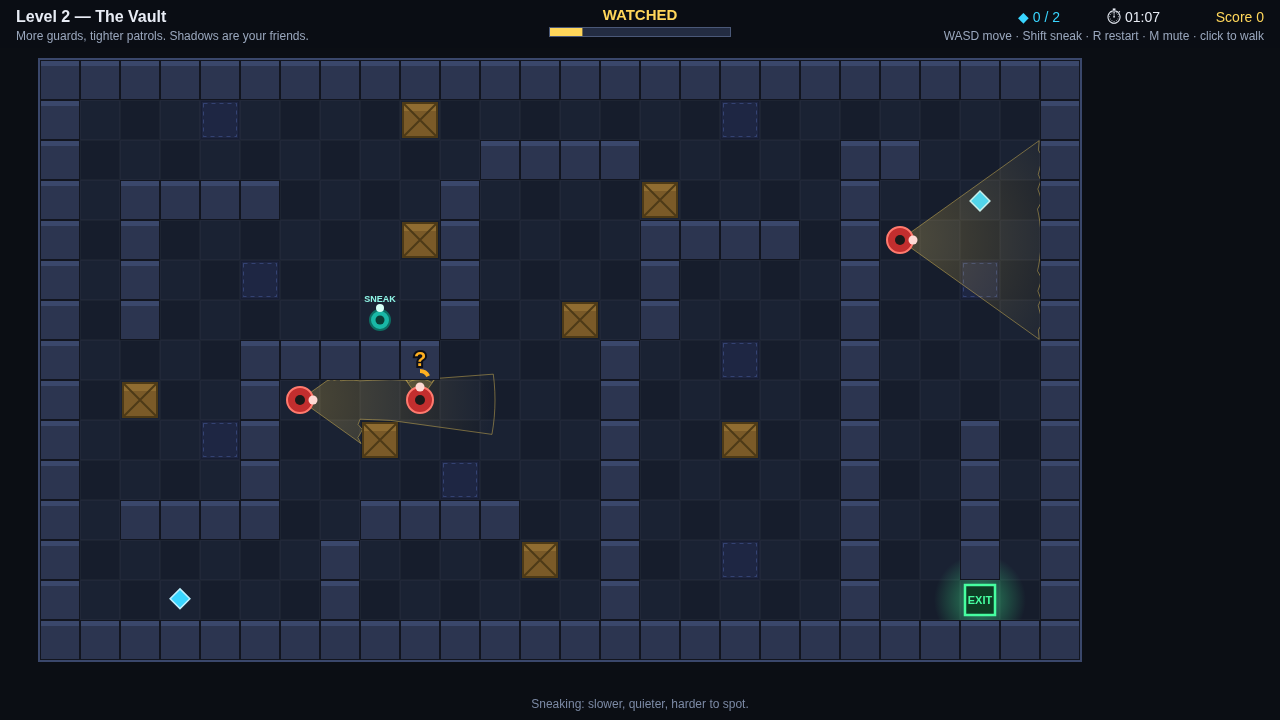 Level 2 — The Vault
More guards, tighter patrols. Shadows are your friends.
WATCHED
◆ 0 / 2
⏱ 01:07
Score 0
WASD move · Shift sneak · R restart · M mute · click to walk
SNEAK
?
EXIT
Sneaking: slower, quieter, harder to spot.